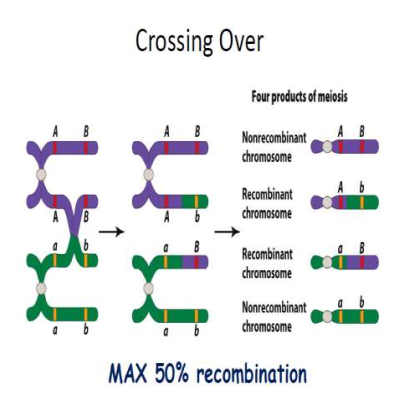 Crossing Over
Four products of meiosis
A B
A B
a b
a b
A B
A b
a B
a b
Nonrecombinant
chromosome
A B
Recombinant
chromosome
A b
Recombinant
chromosome
a B
Nonrecombinant
chromosome
a b
MAX 50% recombination